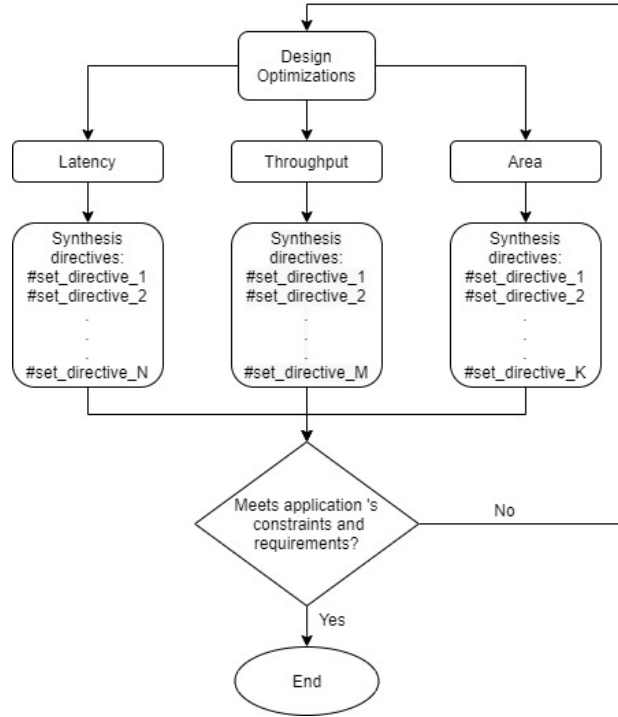 Design
Optimizations
Latency
Throughput
Area
Synthesis
directives:
#set_directive_1
#set_directive_2
.
.
.
#set_directive_N
Synthesis
directives:
#set_directive_1
#set_directive_2
.
.
.
#set_directive_M
Synthesis
directives:
#set_directive_1
#set_directive_2
.
.
.
#set_directive_K
Meets application 's
constraints and
requirements?
No
Yes
End